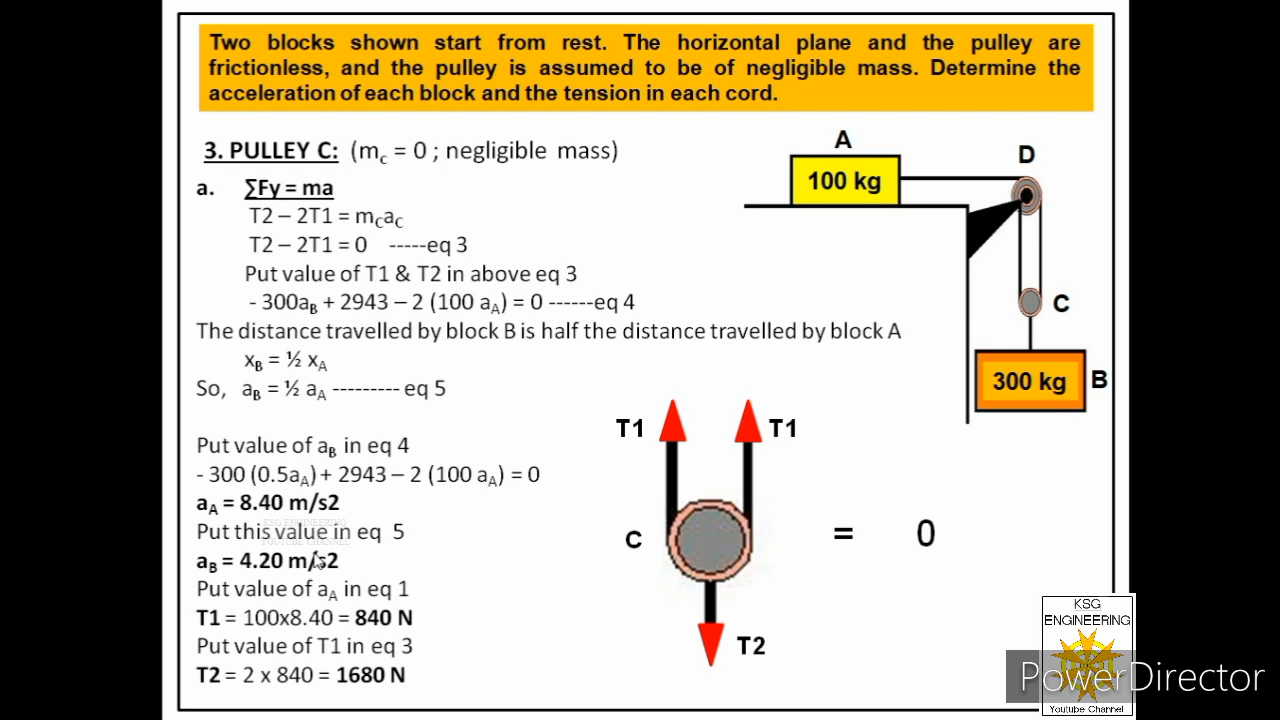 Two blocks shown start from rest. The horizontal plane and the pulley are
frictionless, and the pulley is assumed to be of negligible mass. Determine the
acceleration of each block and the tension in each cord.
3. PULLEY C: (mc = 0 ; negligible mass)
a. ∑Fy = ma
T2 – 2T1 = mCaC
T2 – 2T1 = 0 -----eq 3
Put value of T1 & T2 in above eq 3
- 300aB + 2943 – 2 (100 aA) = 0 ------eq 4
The distance travelled by block B is half the distance travelled by block A
xB = ½ xA
So, aB = ½ aA --------- eq 5
Put value of aB in eq 4
- 300 (0.5aA) + 2943 – 2 (100 aA) = 0
aA = 8.40 m/s2
Put this value in eq 5
KSG ENGINEERING
YOUTUBE CHANNEL
aB = 4.20 m/s2
Put value of aA in eq 1
T1 = 100x8.40 = 840 N
Put value of T1 in eq 3
T2 = 2 x 840 = 1680 N
A
100 kg
D
C
300 kg
B
T1
T1
C
= 0
T2
KSG
ENGINEERING
PowerDirector
Youtube Channel